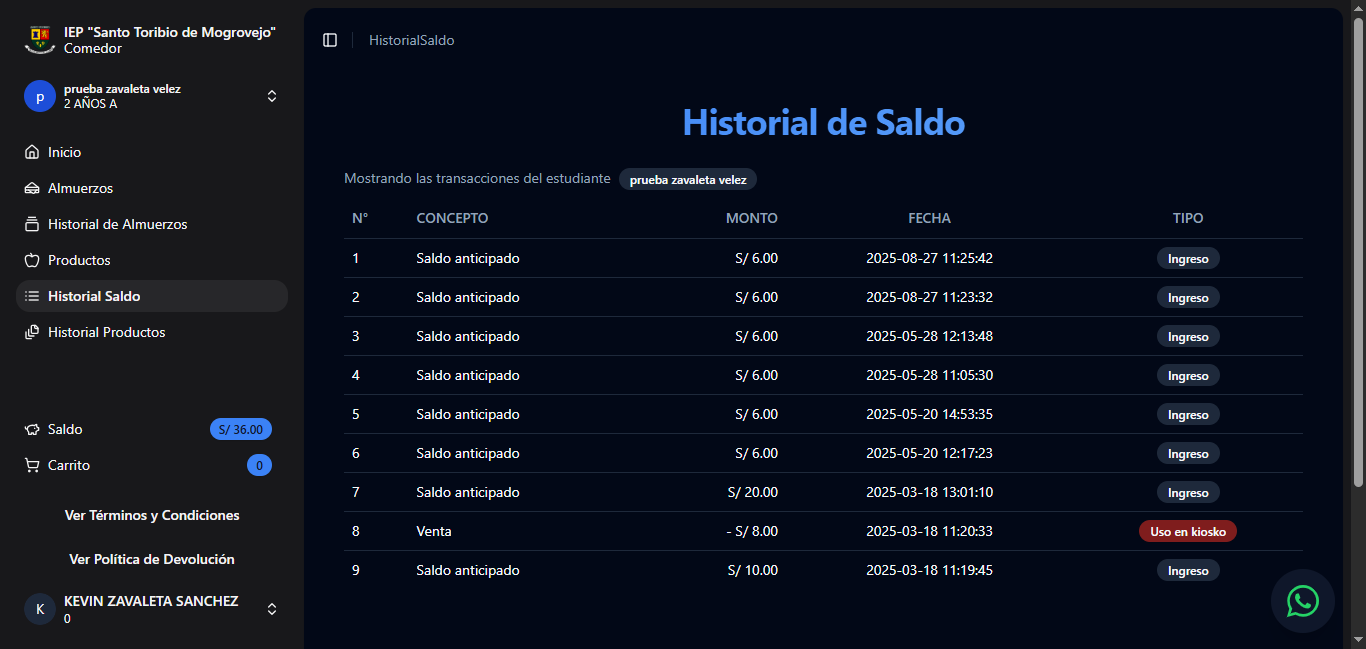 IEP "Santo Toribio de Mogrovejo"
Comedor
p
prueba zavaleta velez
2 AÑOS A
Inicio
Almuerzos
Historial de Almuerzos
Productos
Historial Saldo
Historial Productos
Saldo S/ 36.00
Carrito 0
Ver Términos y Condiciones
Ver Política de Devolución
K
KEVIN ZAVALETA SANCHEZ
0
HistorialSaldo
Historial de Saldo
Mostrando las transacciones del estudiante prueba zavaleta velez
N° CONCEPTO MONTO FECHA TIPO
1 Saldo anticipado S/ 6.00 2025-08-27 11:25:42 Ingreso
2 Saldo anticipado S/ 6.00 2025-08-27 11:23:32 Ingreso
3 Saldo anticipado S/ 6.00 2025-05-28 12:13:48 Ingreso
4 Saldo anticipado S/ 6.00 2025-05-28 11:05:30 Ingreso
5 Saldo anticipado S/ 6.00 2025-05-20 14:53:35 Ingreso
6 Saldo anticipado S/ 6.00 2025-05-20 12:17:23 Ingreso
7 Saldo anticipado S/ 20.00 2025-03-18 13:01:10 Ingreso
8 Venta - S/ 8.00 2025-03-18 11:20:33 Uso en kiosko
9 Saldo anticipado S/ 10.00 2025-03-18 11:19:45 Ingreso